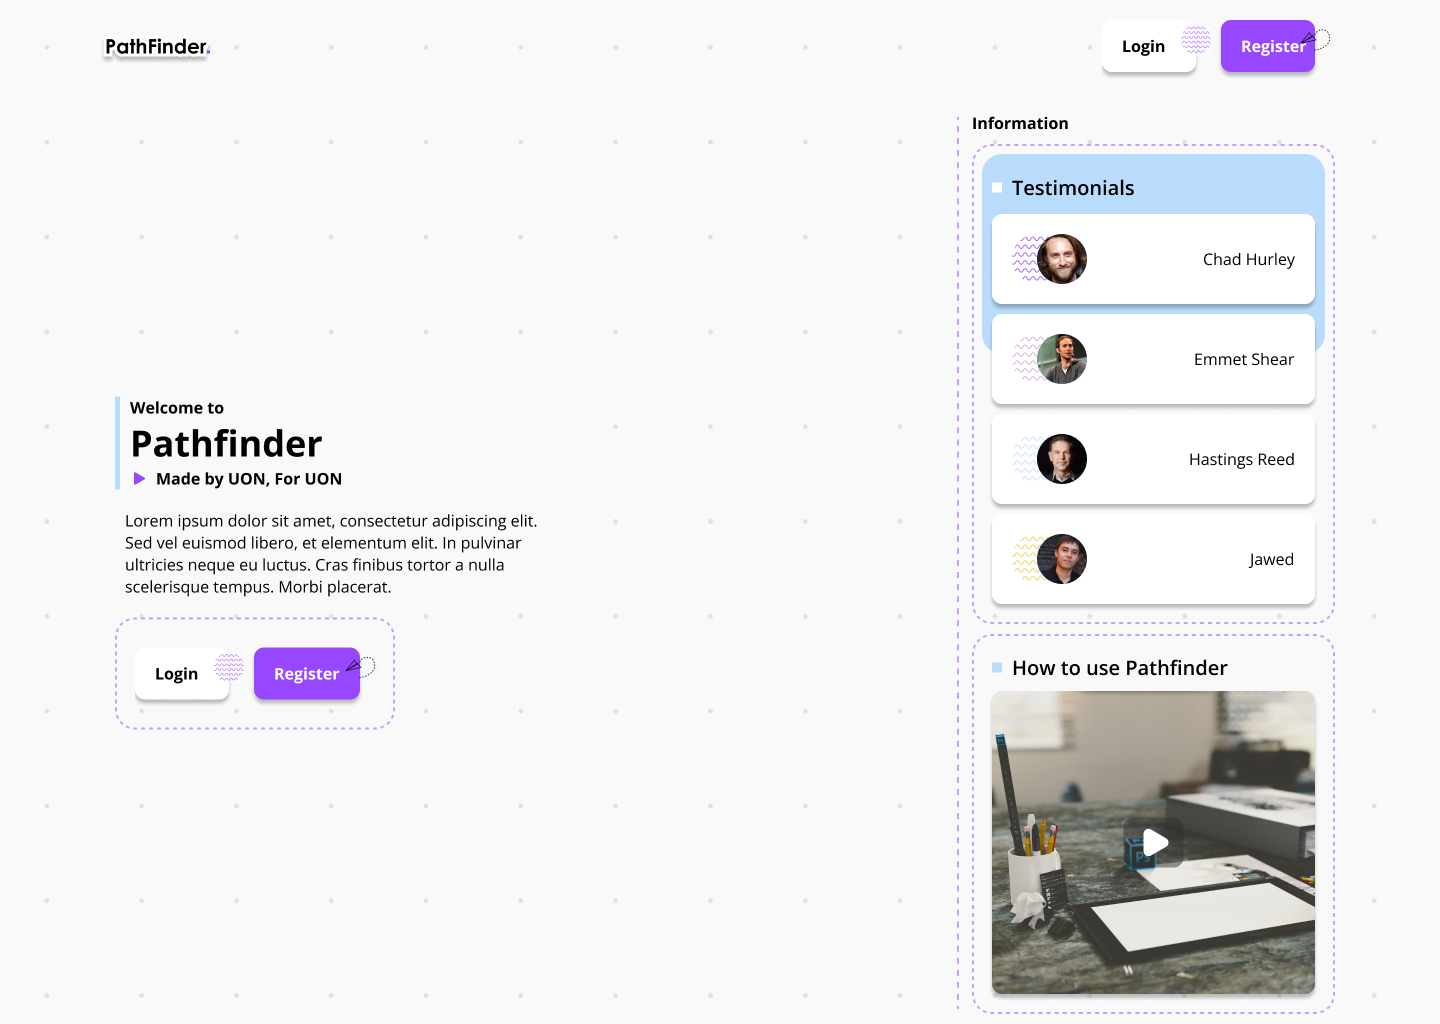 PathFinder.
Login
Register
Information
Testimonials
Chad Hurley
Emmet Shear
Hastings Reed
Jawed
Welcome to
Pathfinder
Made by UON, For UON
Lorem ipsum dolor sit amet, consectetur adipiscing elit.
Sed vel euismod libero, et elementum elit. In pulvinar
ultricies neque eu luctus. Cras finibus tortor a nulla
scelerisque tempus. Morbi placerat.
Login
Register
How to use Pathfinder
Ps